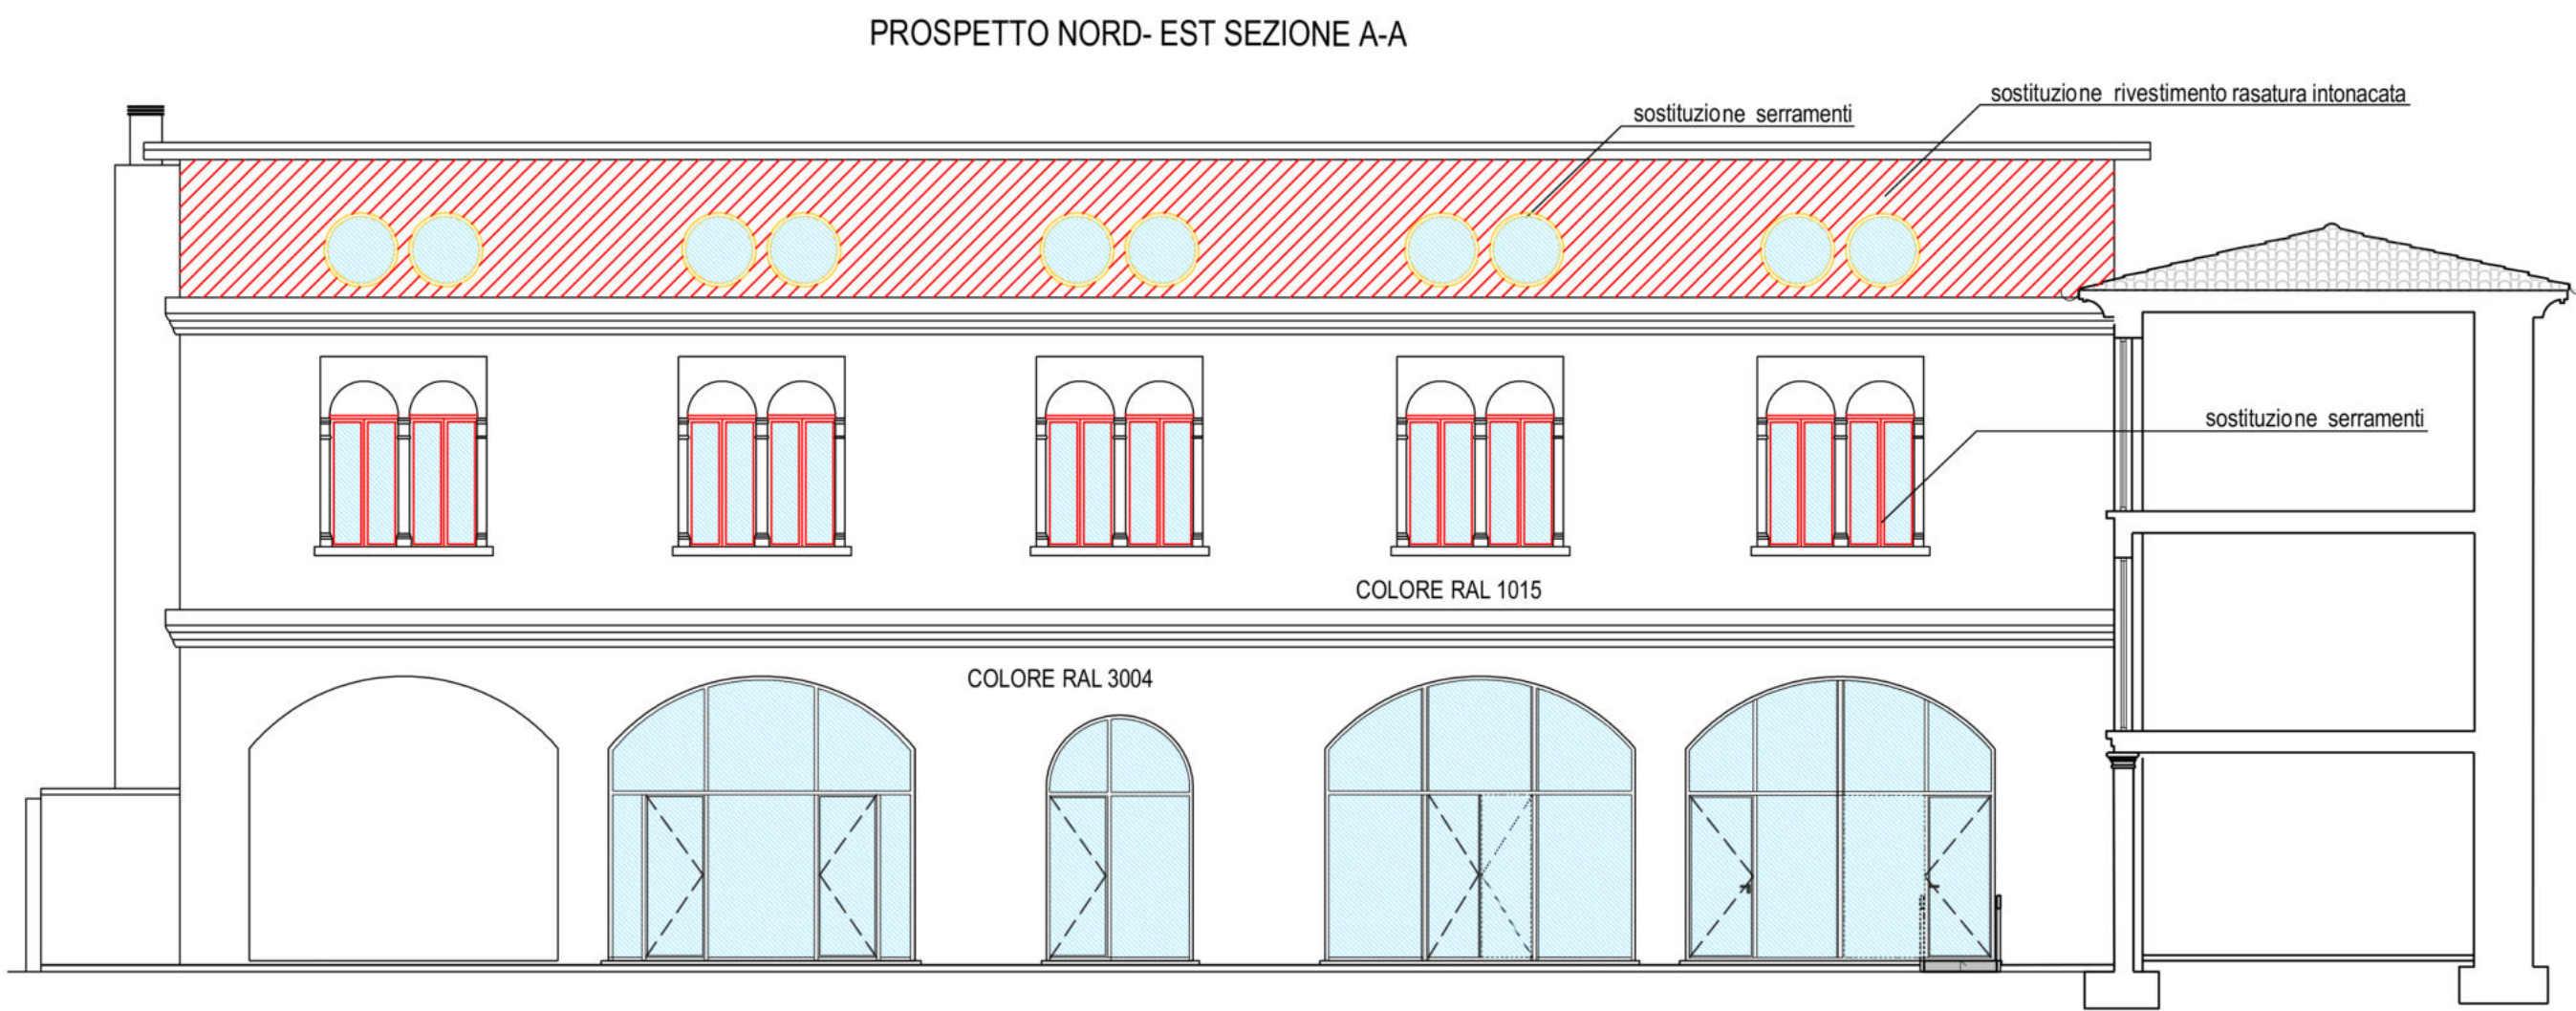 PROSPETTO NORD- EST SEZIONE A-A
sostituzione rivestimento rasatura intonacata
sostituzione serramenti
sostituzione serramenti
COLORE RAL 1015
COLORE RAL 3004